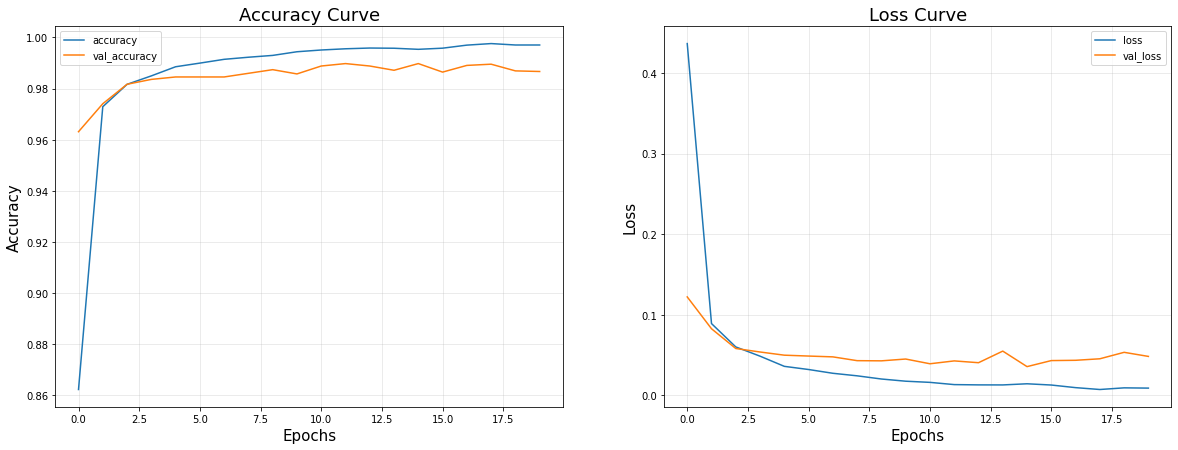 Accuracy Curve
accuracy
val_accuracy
1.00
0.98
0.96
0.94
0.92
0.90
0.88
0.86
Accuracy
0.0 2.5 5.0 7.5 10.0 12.5 15.0 17.5
Epochs
Loss Curve
loss
val_loss
0.4
0.3
0.2
0.1
0.0
Loss
0.0 2.5 5.0 7.5 10.0 12.5 15.0 17.5
Epochs